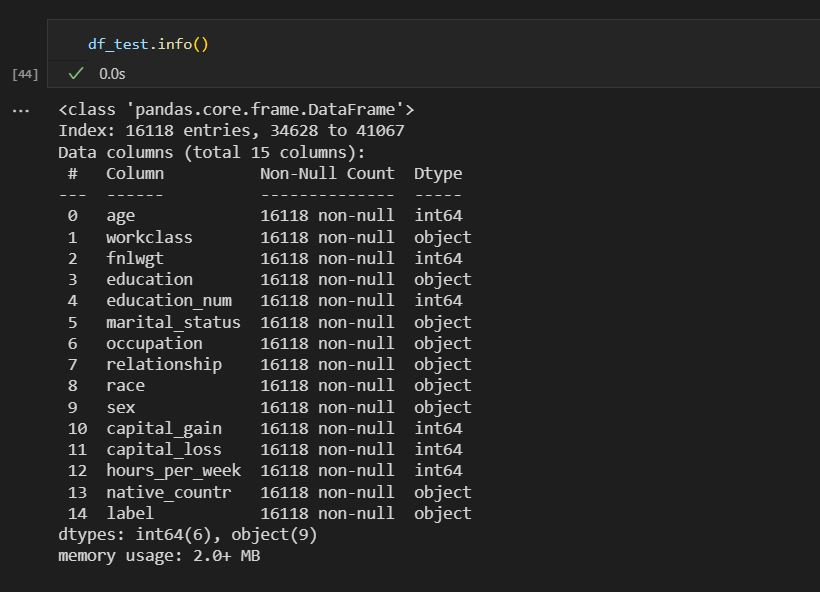 df_test.info()
[44]
0.0s
...
<class 'pandas.core.frame.DataFrame'>
Index: 16118 entries, 34628 to 41067
Data columns (total 15 columns):
 #   Column          Non-Null Count  Dtype
---  ------          --------------  -----
 0   age             16118 non-null  int64
 1   workclass       16118 non-null  object
 2   fnlwgt          16118 non-null  int64
 3   education       16118 non-null  object
 4   education_num   16118 non-null  int64
 5   marital_status  16118 non-null  object
 6   occupation      16118 non-null  object
 7   relationship    16118 non-null  object
 8   race            16118 non-null  object
 9   sex             16118 non-null  object
 10  capital_gain    16118 non-null  int64
 11  capital_loss    16118 non-null  int64
 12  hours_per_week  16118 non-null  int64
 13  native_countr   16118 non-null  object
 14  label           16118 non-null  object
dtypes: int64(6), object(9)
memory usage: 2.0+ MB